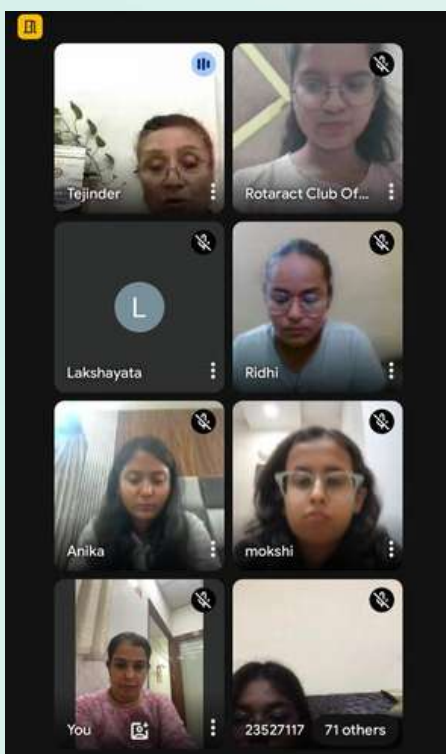 Tejinder
Rotaract Club Of...
L
Lakshayata
Ridhi
Anika
mokshi
You
23527117
71 others